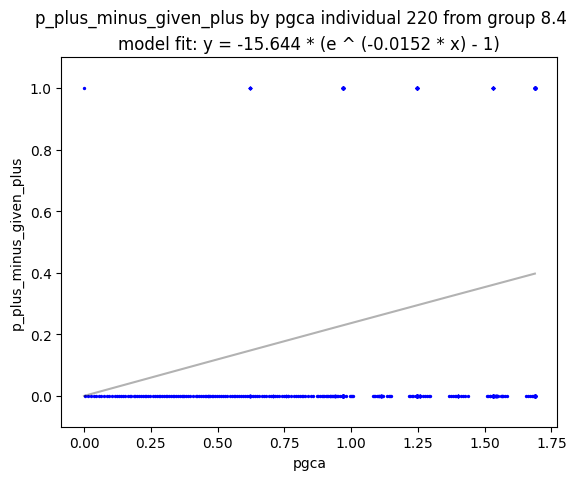 p_plus_minus_given_plus by pgca individual 220 from group 8.4
model fit: y = -15.644 * (e ^ (-0.0152 * x) - 1)
p_plus_minus_given_plus
1.0
0.8
0.6
0.4
0.2
0.0
0.00 0.25 0.50 0.75 1.00 1.25 1.50 1.75
pgca